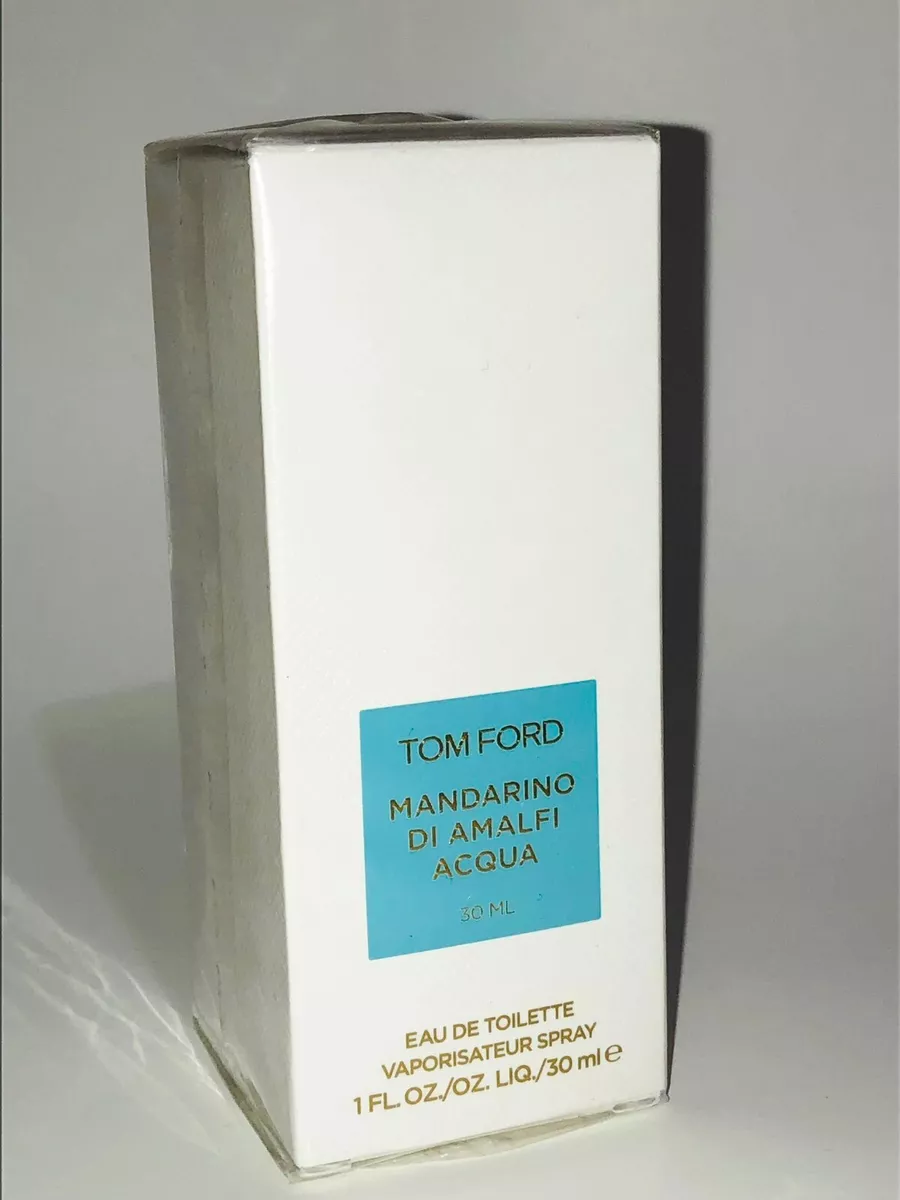 TOM FORD
MANDARINO
DI AMALFI
ACQUA
30 ML
EAU DE TOILETTE
VAPORISATEUR SPRAY
1 FL. OZ./OZ. LIQ./30 ml ℮